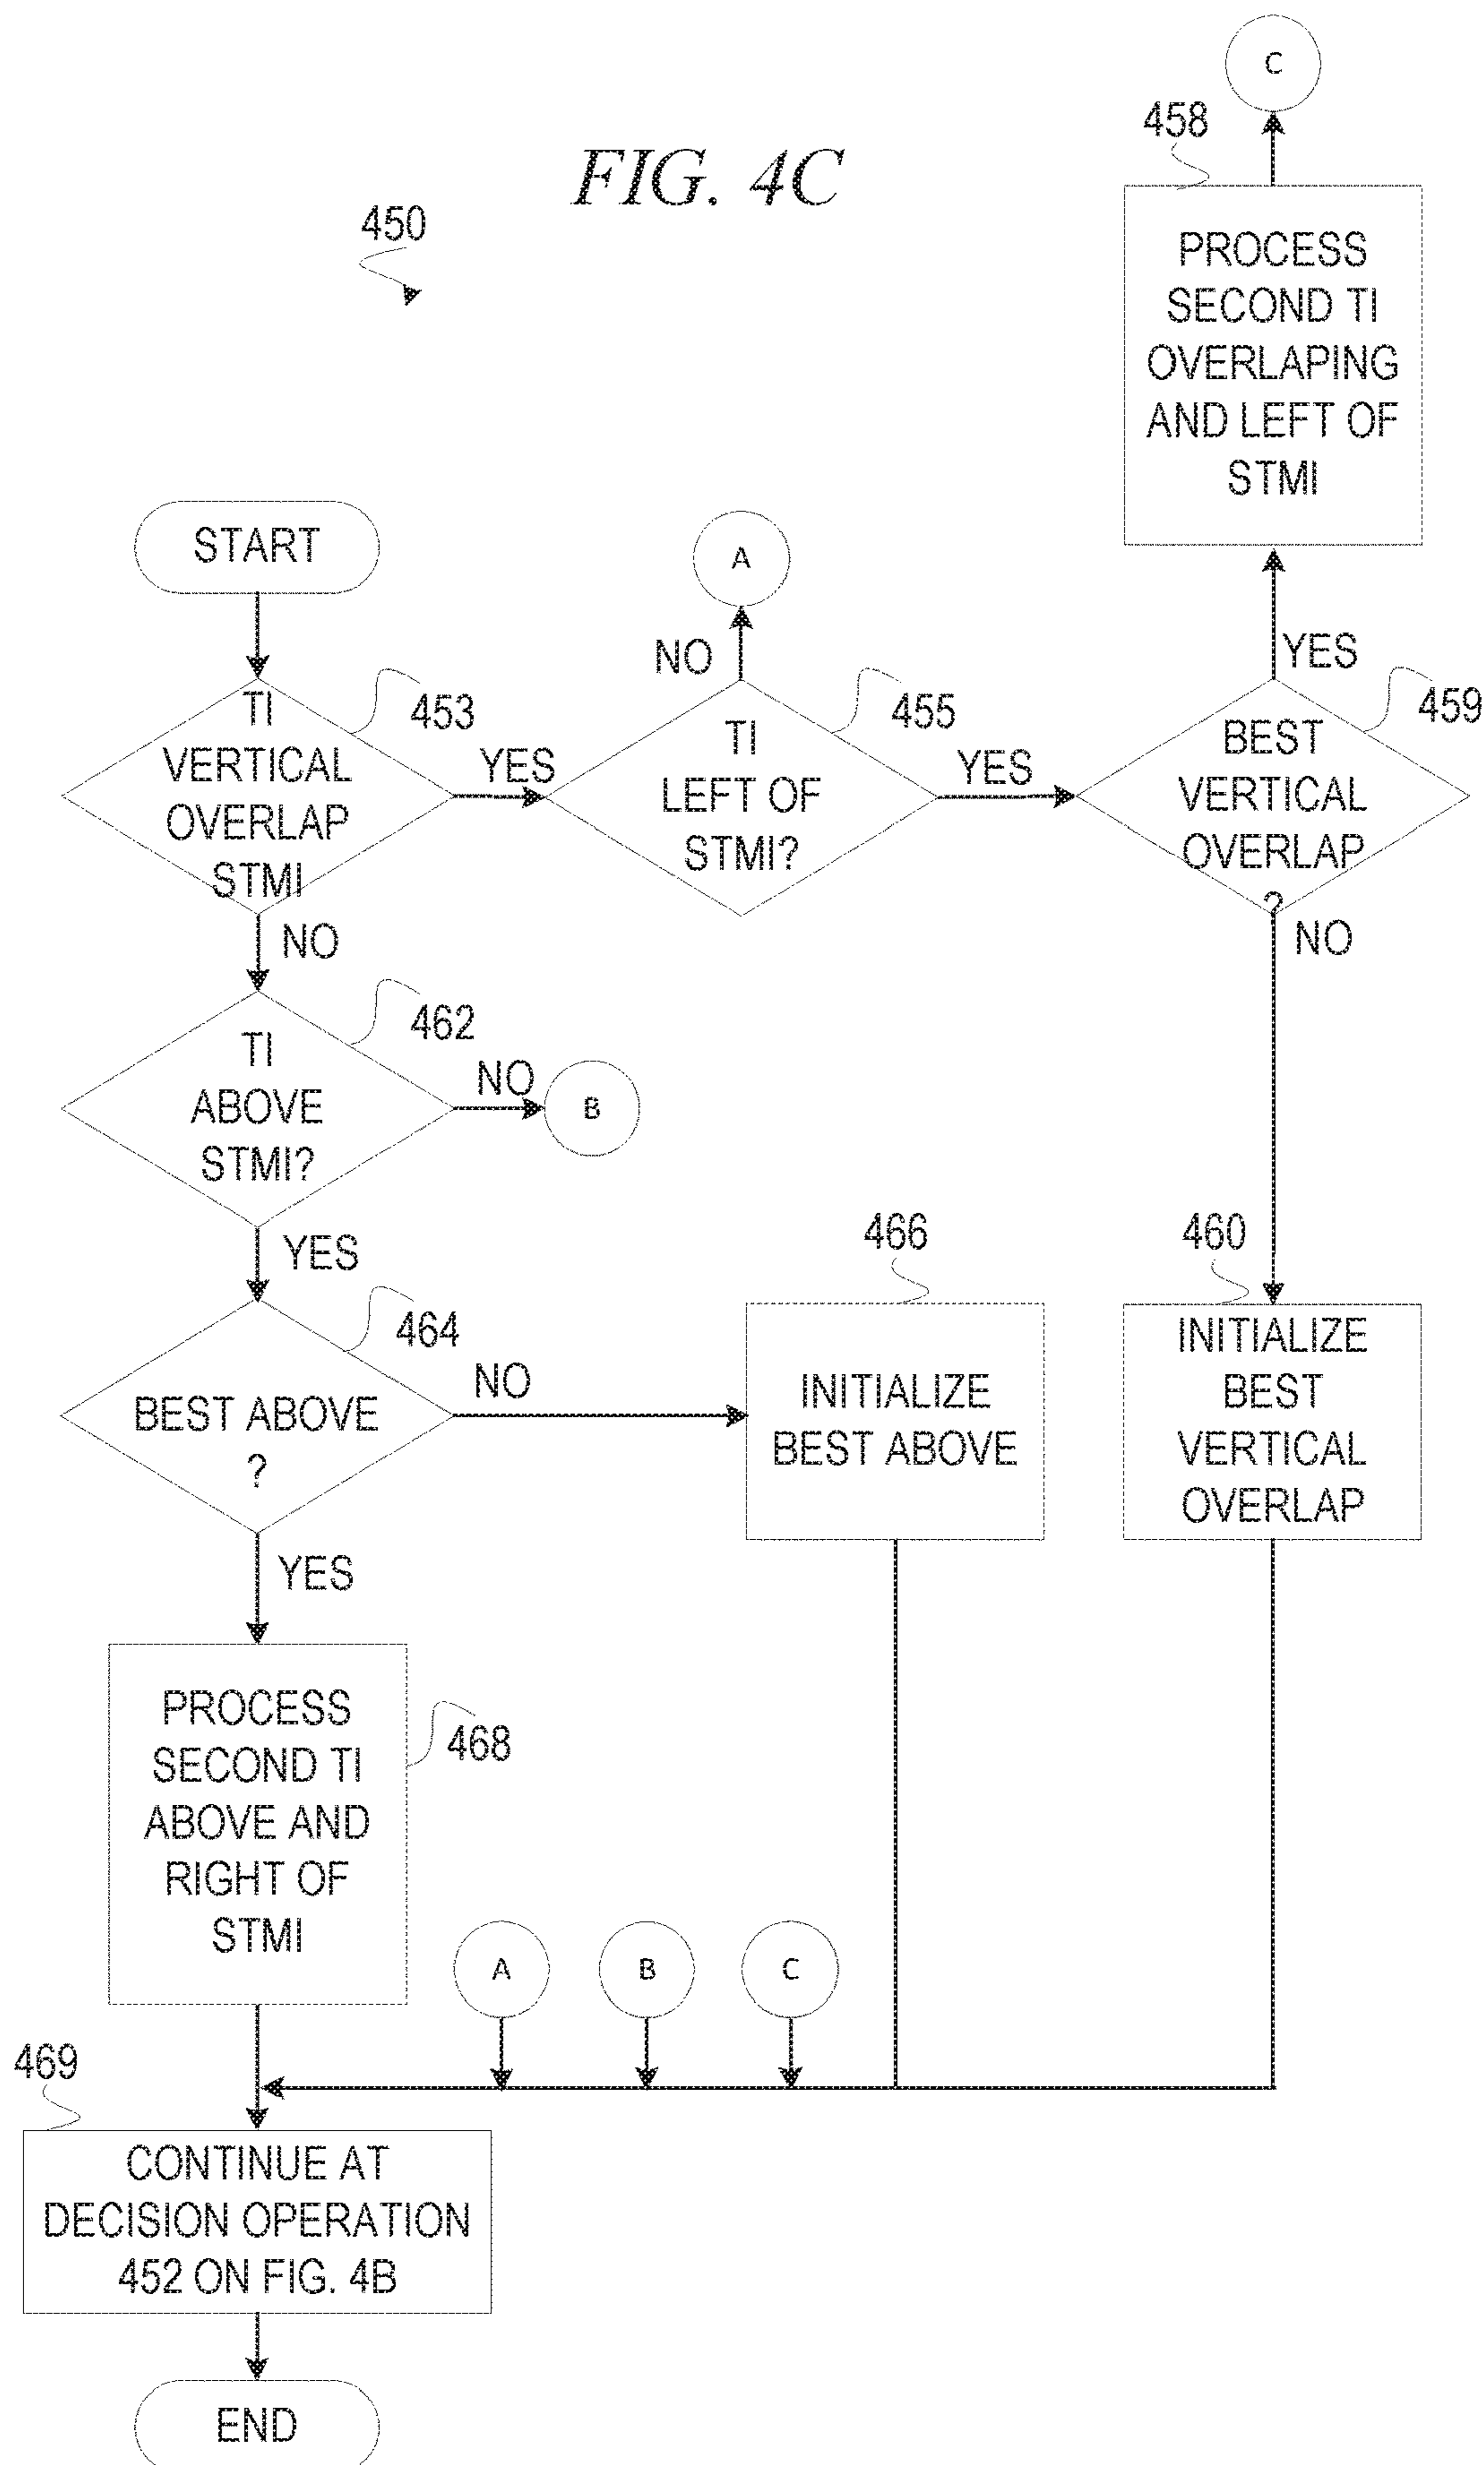 C
458
FIG. 4C
450
PROCESS
SECOND TI
OVERLAPING
AND LEFT OF
STMI
START
A
NO
YES
453
455
459
TI
VERTICAL
OVERLAP
STMI
YES
TI
LEFT OF
STMI?
YES
BEST
VERTICAL
OVERLAP
?
NO
NO
462
TI
ABOVE
STMI?
NO
B
YES
466
460
464
BEST ABOVE
?
NO
INITIALIZE
BEST ABOVE
INITIALIZE
BEST
VERTICAL
OVERLAP
YES
PROCESS
SECOND TI
ABOVE AND
RIGHT OF
STMI
468
A
B
C
469
CONTINUE AT
DECISION OPERATION
452 ON FIG. 4B
END